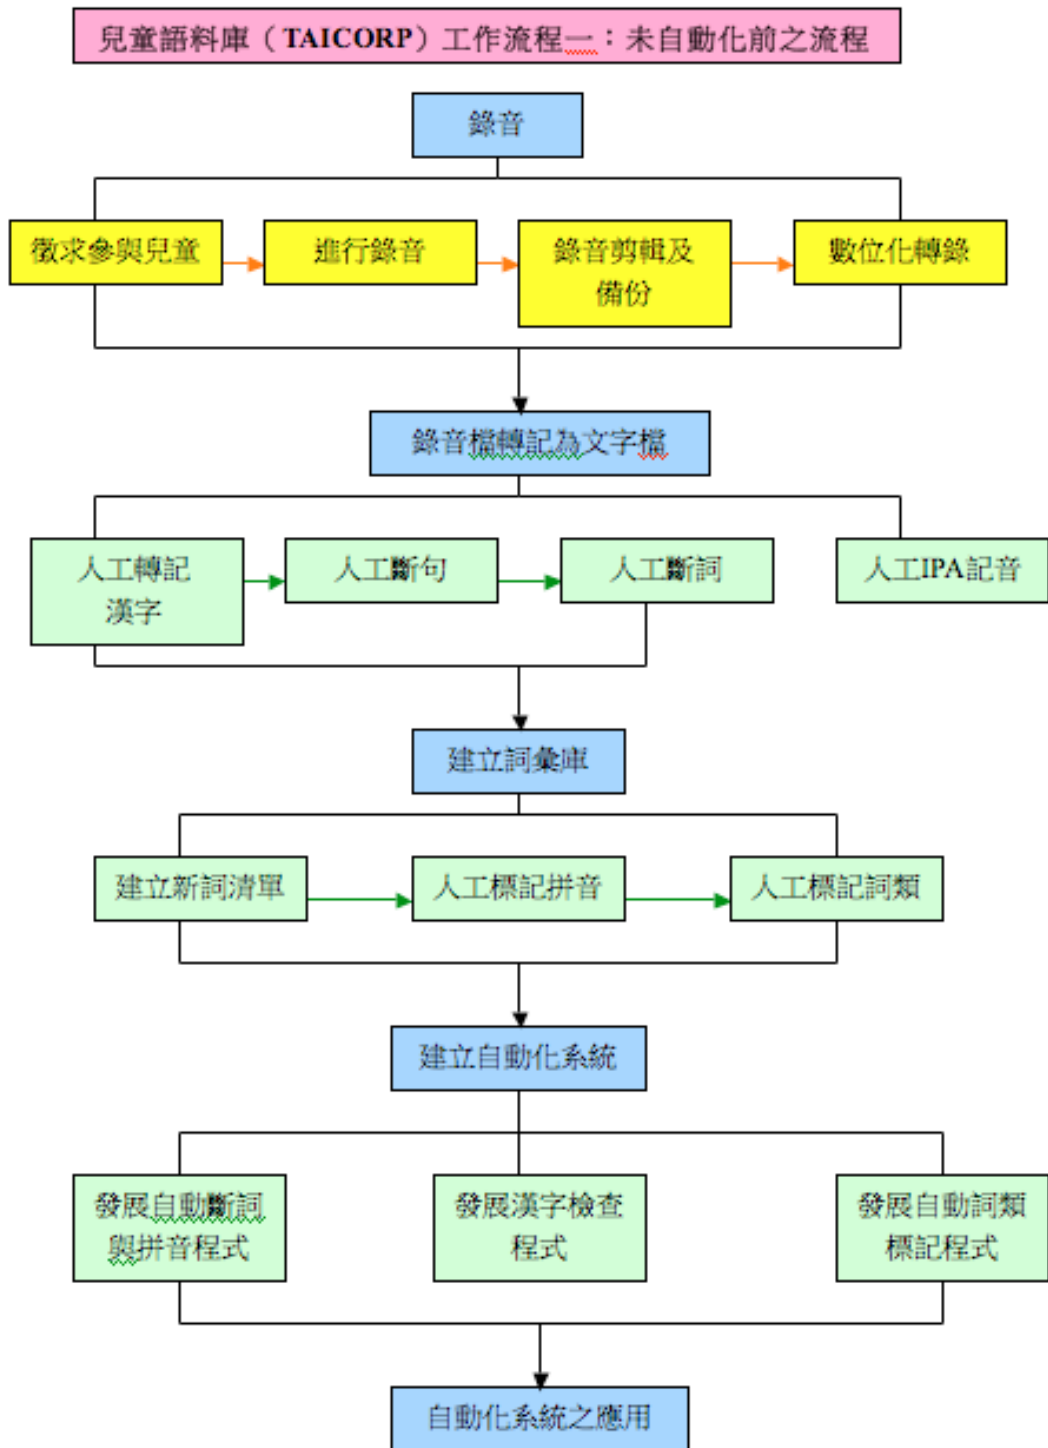 兒童語料庫（TAICORP）工作流程一：未自動化前之流程
錄音
徵求參與兒童
進行錄音
錄音剪輯及
備份
數位化轉錄
錄音檔轉記為文字檔
人工轉記
漢字
人工斷句
人工斷詞
人工IPA記音
建立詞彙庫
建立新詞清單
人工標記拼音
人工標記詞類
建立自動化系統
發展自動斷詞
與拼音程式
發展漢字檢查
程式
發展自動詞類
標記程式
自動化系統之應用